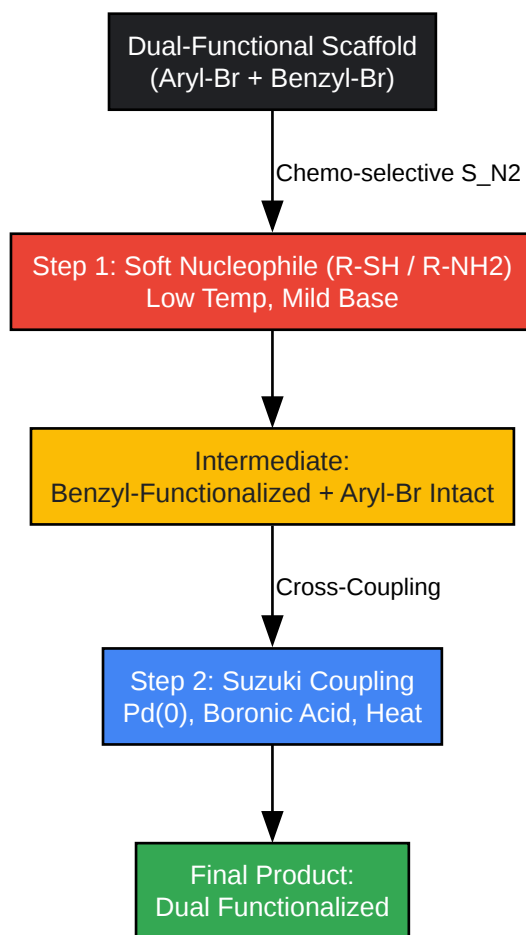 Dual-Functional Scaffold
(Aryl-Br + Benzyl-Br)
Chemo-selective S_N2
Step 1: Soft Nucleophile (R-SH / R-NH2)
Low Temp, Mild Base
Intermediate:
Benzyl-Functionalized + Aryl-Br Intact
Cross-Coupling
Step 2: Suzuki Coupling
Pd(0), Boronic Acid, Heat
Final Product:
Dual Functionalized